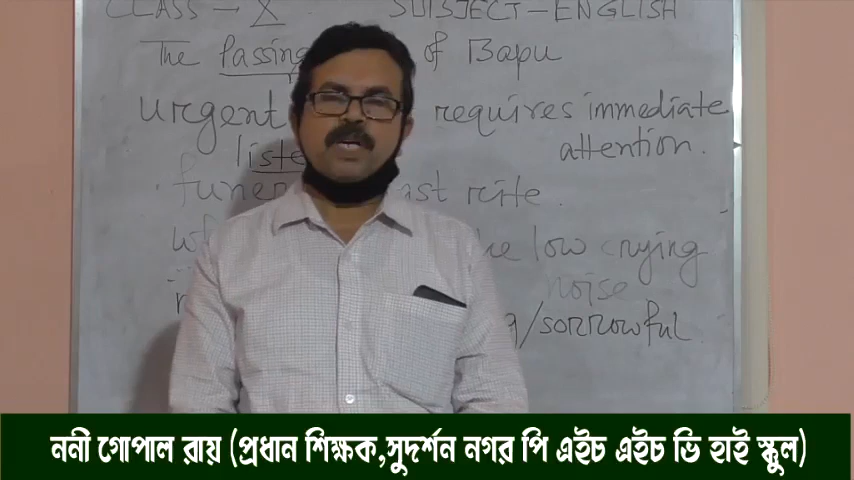 CLASS - X SUBJECT - ENGLISH
The Passing of Bapu
urgent requires immediate
attention.
rite.
the low crying
noise
/sorrowful
ননী গোপাল রায় (প্রধান শিক্ষক,সুদর্শন নগর পি এইচ এইচ ভি হাই স্কুল)